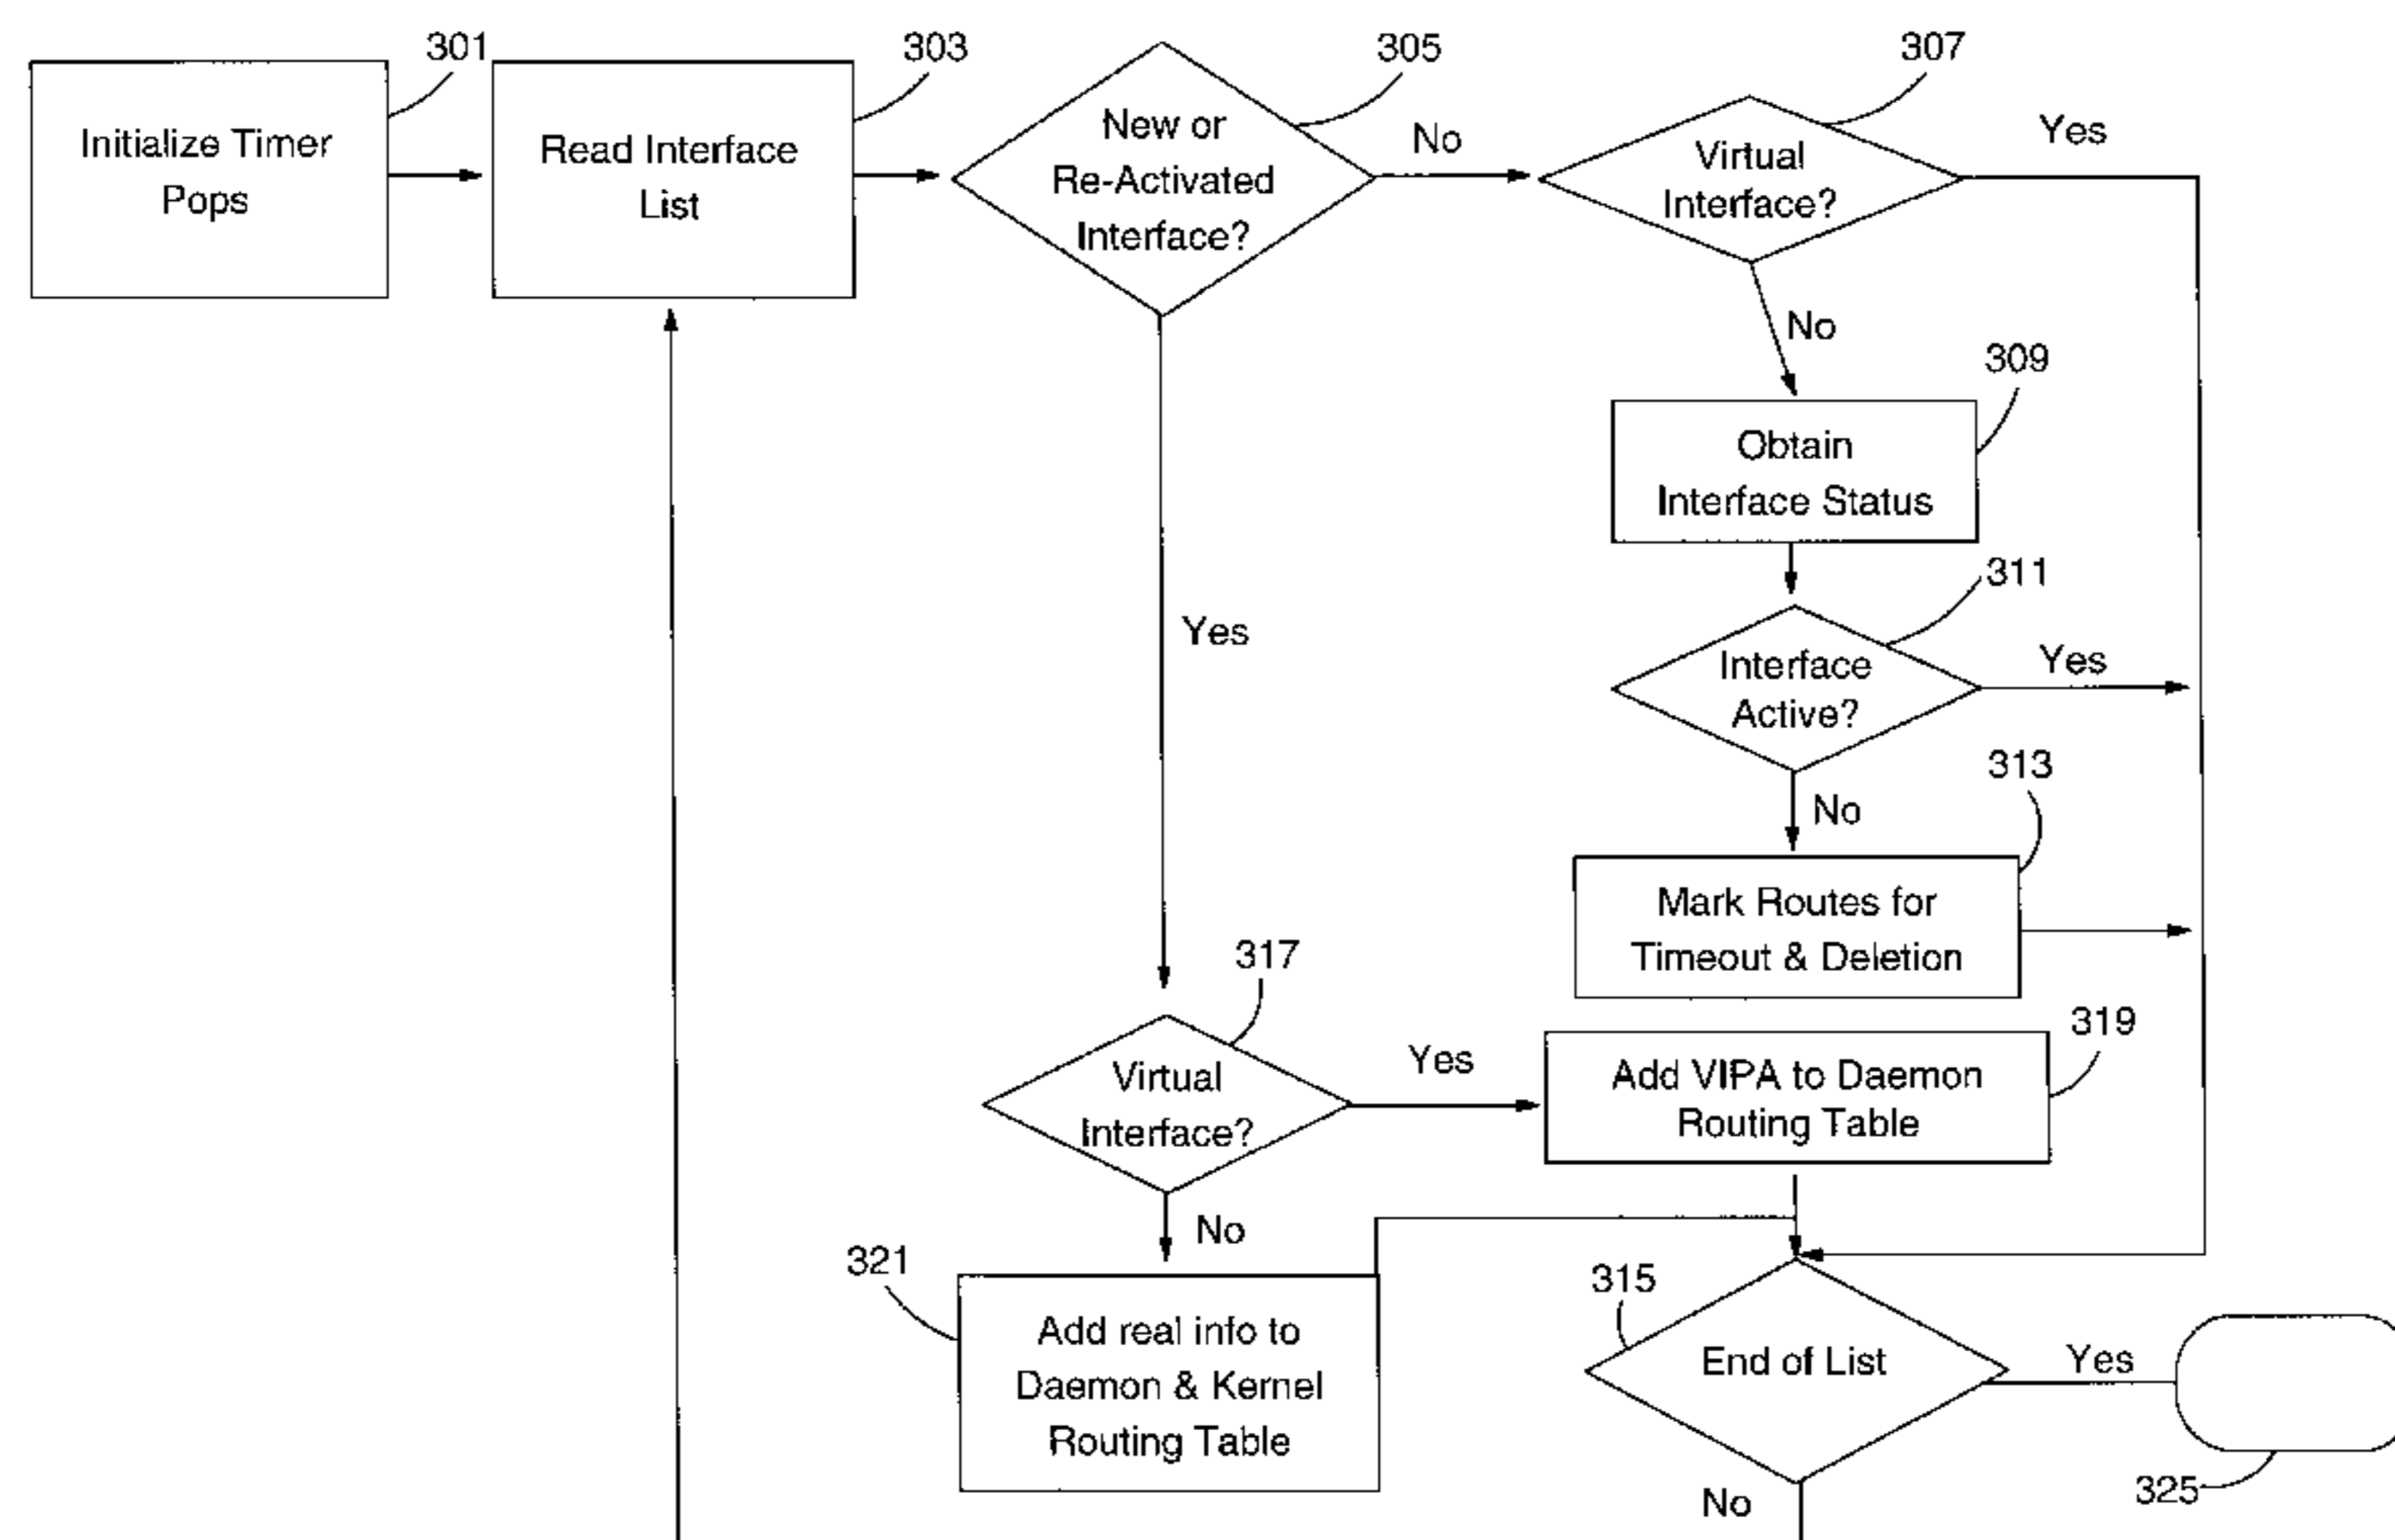 301
Initialize Timer
Pops
303
Read Interface
List
305
New or
Re-Activated
Interface?
No
307
Virtual
Interface?
Yes
No
309
Obtain
Interface Status
311
Interface
Active?
Yes
No
313
Mark Routes for
Timeout & Deletion
Yes
317
Virtual
Interface?
Yes
319
Add VIPA to Daemon
Routing Table
No
321
Add real info to
Daemon & Kernel
Routing Table
315
End of List
Yes
325
No